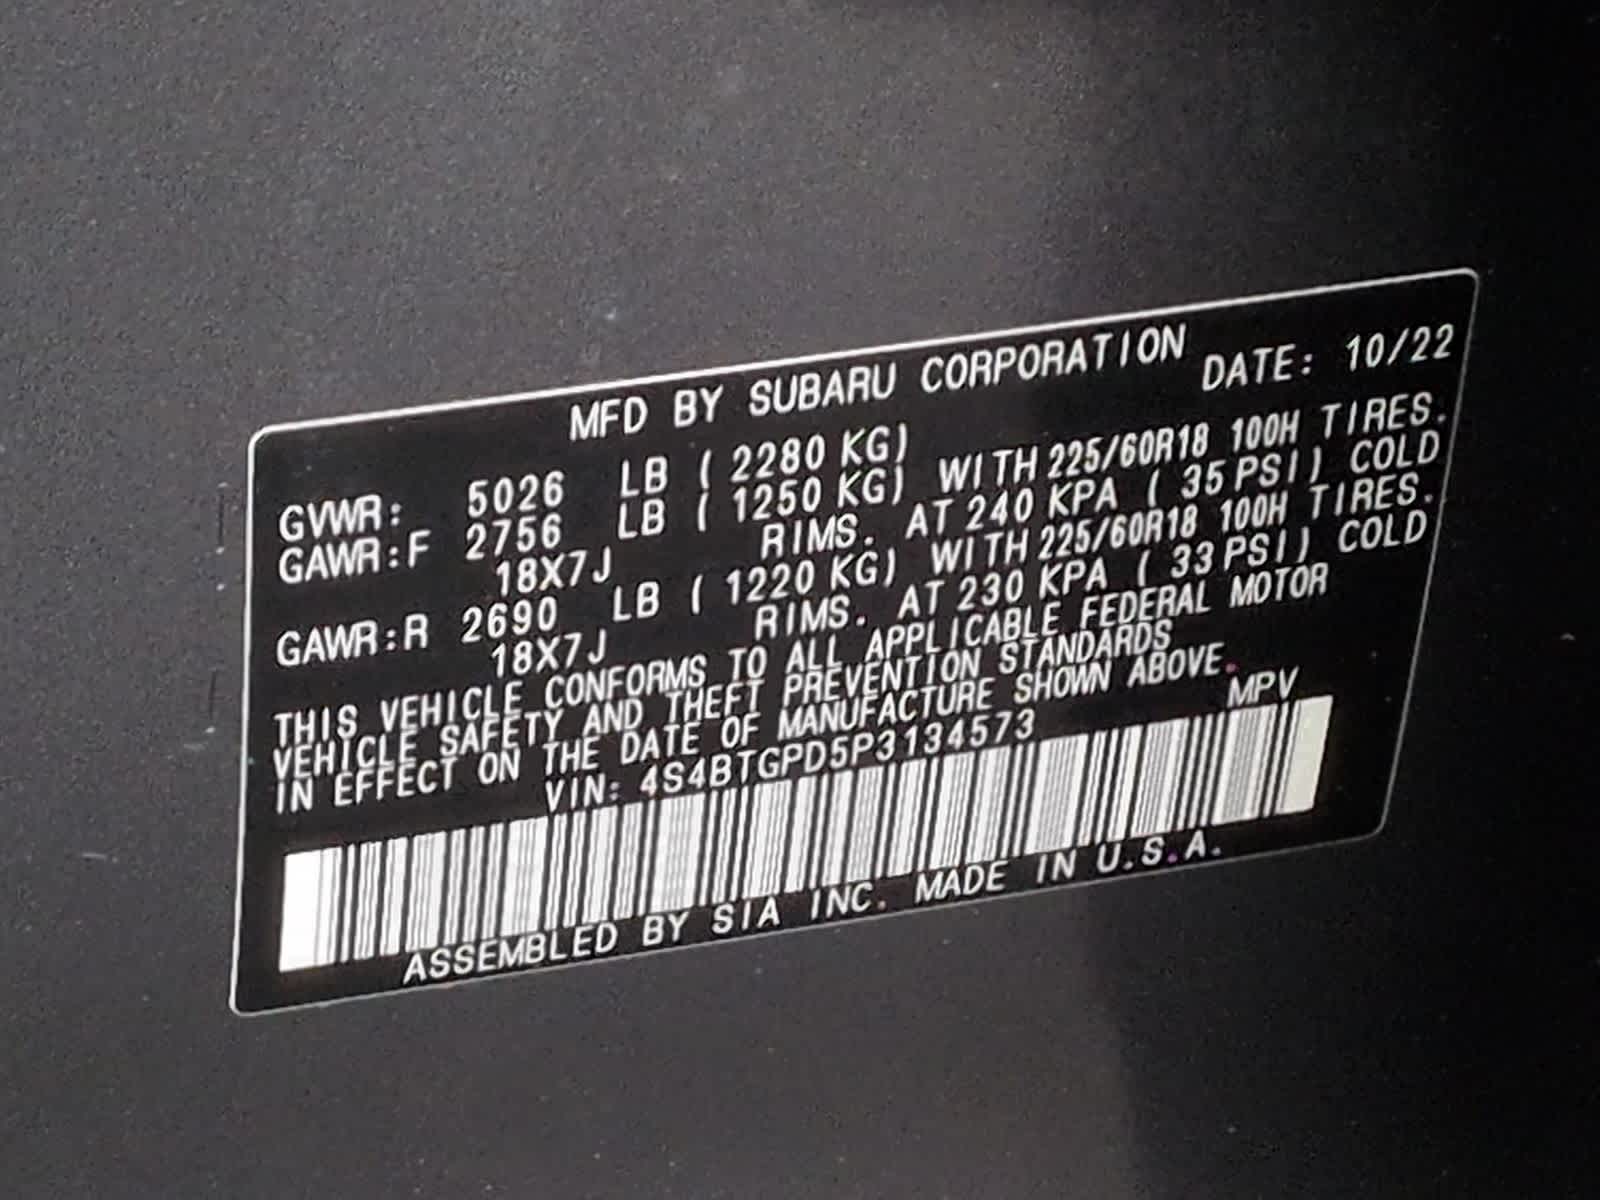 MFD BY SUBARU CORPORATION
DATE: 10/22
GVWR: 5026 LB ( 2280 KG)
GAWR:F 2756 LB ( 1250 KG) WITH 225/60R18 100H TIRES.
18X7J RIMS. AT 240 KPA ( 35 PSI) COLD
GAWR:R 2690 LB ( 1220 KG) WITH 225/60R18 100H TIRES.
18X7J RIMS. AT 230 KPA ( 33 PSI) COLD
THIS VEHICLE CONFORMS TO ALL APPLICABLE FEDERAL MOTOR
VEHICLE SAFETY AND THEFT PREVENTION STANDARDS
IN EFFECT ON THE DATE OF MANUFACTURE SHOWN ABOVE.
VIN: 4S4BTGPD5P3134573 MPV
ASSEMBLED BY SIA INC. MADE IN U.S.A.